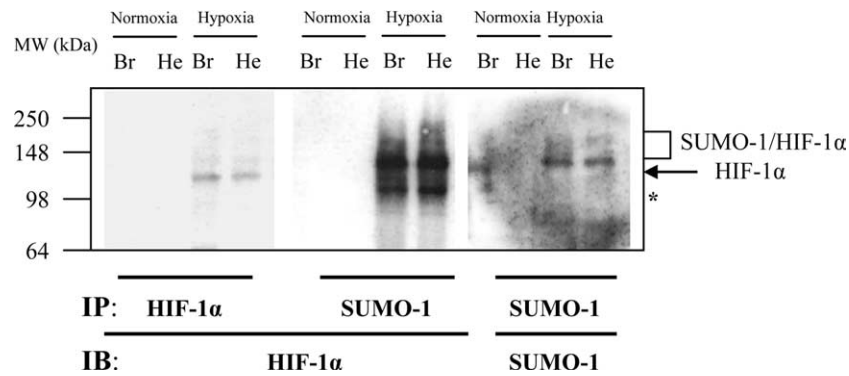 Normoxia Hypoxia Normoxia Hypoxia Normoxia Hypoxia
MW (kDa)
Br He Br He Br He Br He Br He Br He
250
148
98
64
SUMO-1/HIF-1α
HIF-1α
*
IP: HIF-1α SUMO-1 SUMO-1
IB: HIF-1α SUMO-1